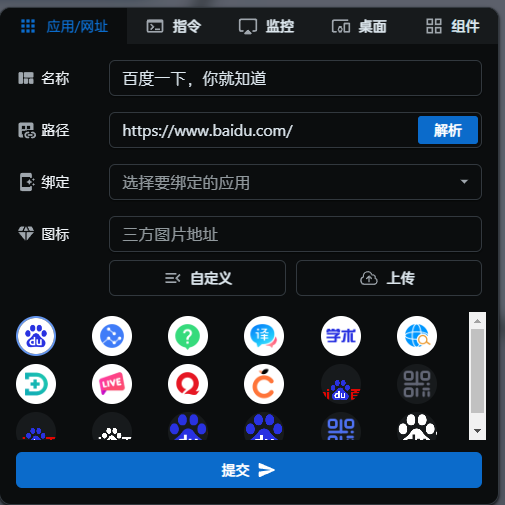 应用/网址 指令 监控 桌面 组件
名称 百度一下，你就知道
路径 https://www.baidu.com/ 解析
绑定 选择要绑定的应用
图标 三方图片地址
自定义 上传
du ? 译 学术
LIVE du
du du
提交